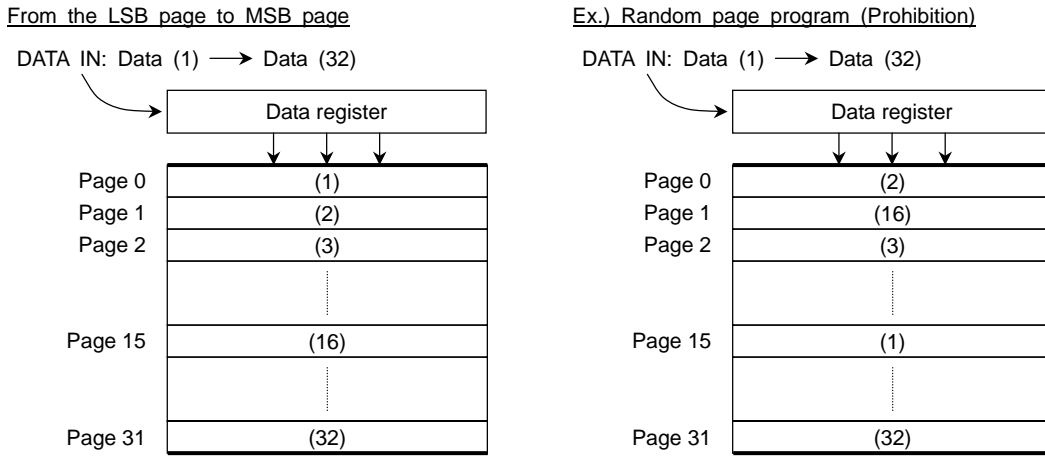 From the LSB page to MSB page
DATA IN: Data (1) → Data (32)
Data register
Page 0 (1)
Page 1 (2)
Page 2 (3)
Page 15 (16)
Page 31 (32)
Ex.) Random page program (Prohibition)
DATA IN: Data (1) → Data (32)
Data register
Page 0 (2)
Page 1 (16)
Page 2 (3)
Page 15 (1)
Page 31 (32)